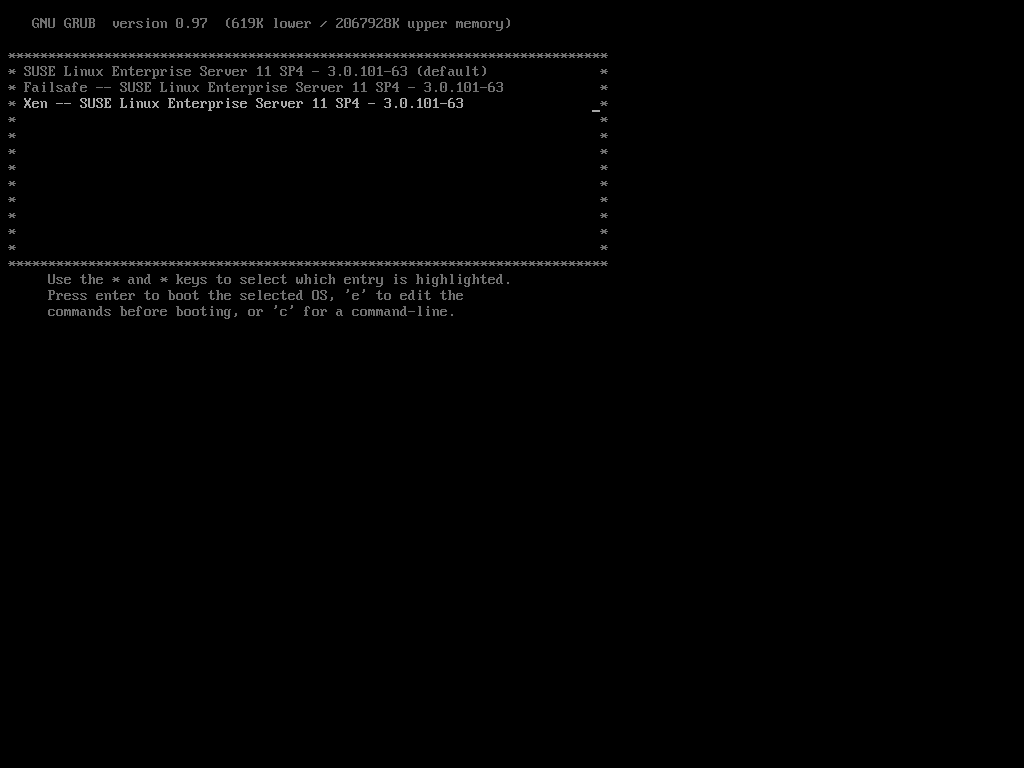 GNU GRUB  version 0.97  (619K lower / 2067928K upper memory)
*****************************************************************************
* SUSE Linux Enterprise Server 11 SP4 - 3.0.101-63 (default) *
* Failsafe -- SUSE Linux Enterprise Server 11 SP4 - 3.0.101-63 *
* Xen -- SUSE Linux Enterprise Server 11 SP4 - 3.0.101-63 _*
* *
* *
* *
* *
* *
* *
* *
* *
* *
*****************************************************************************
Use the * and * keys to select which entry is highlighted.
Press enter to boot the selected OS, 'e' to edit the
commands before booting, or 'c' for a command-line.